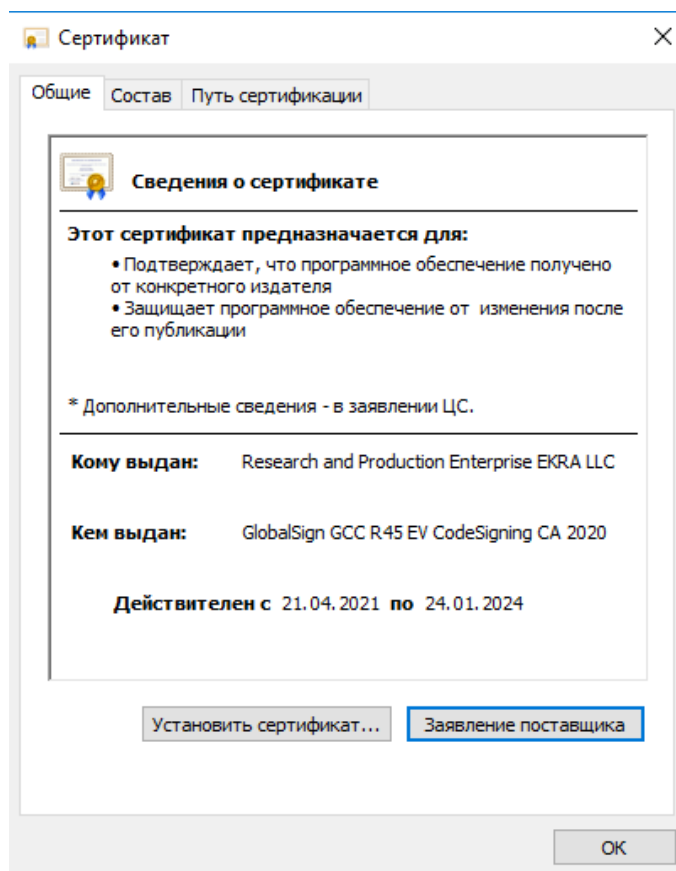 Сертификат
Общие Состав Путь сертификации
Сведения о сертификате
Этот сертификат предназначается для:
• Подтверждает, что программное обеспечение получено
от конкретного издателя
• Защищает программное обеспечение от изменения после
его публикации
* Дополнительные сведения - в заявлении ЦС.
Кому выдан: Research and Production Enterprise EKRA LLC
Кем выдан: GlobalSign GCC R45 EV CodeSigning CA 2020
Действителен с 21.04.2021 по 24.01.2024
Установить сертификат... Заявление поставщика
ОК